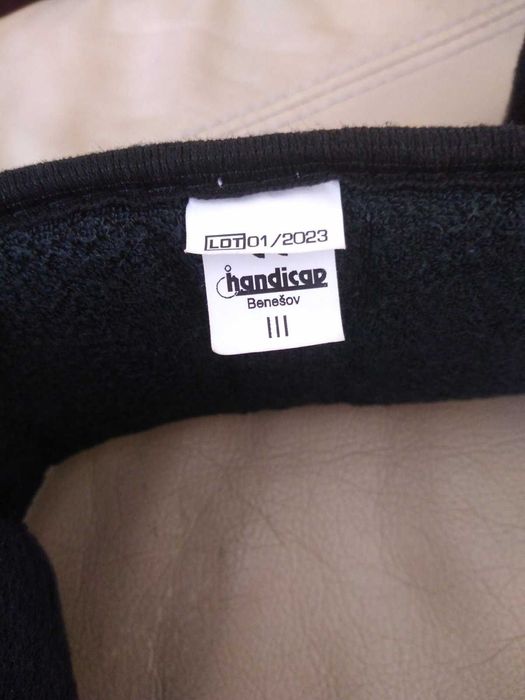 LOT 01/2023
handicap
Benešov
III